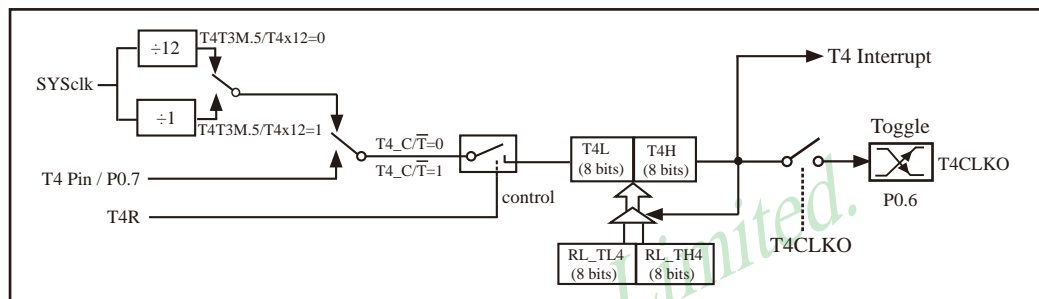 ÷12
T4T3M.5/T4x12=0
SYSclk
÷1
T4T3M.5/T4x12=1
T4 Interrupt
Toggle
T4_C/T̅=0
T4_C/T̅=1
T4L
(8 bits)
T4H
(8 bits)
T4CLKO
T4 Pin / P0.7
control
P0.6
T4R
T4CLKO
RL_TL4
(8 bits)
RL_TH4
(8 bits)
Limited.